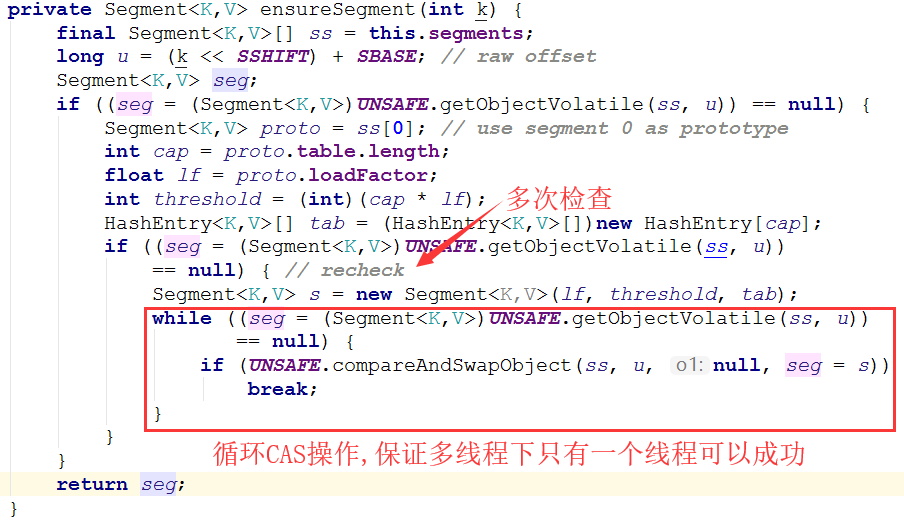 private Segment<K,V> ensureSegment(int k) {
final Segment<K,V>[] ss = this.segments;
long u = (k << SSHIFT) + SBASE; // raw offset
Segment<K,V> seg;
if ((seg = (Segment<K,V>)UNSAFE.getObjectVolatile(ss, u)) == null) {
Segment<K,V> proto = ss[0]; // use segment 0 as prototype
int cap = proto.table.length;
float lf = proto.loadFactor;
int threshold = (int)(cap * lf);
多次检查
HashEntry<K,V>[] tab = (HashEntry<K,V>[])new HashEntry[cap];
if ((seg = (Segment<K,V>)UNSAFE.getObjectVolatile(ss, u))
== null) { // recheck
Segment<K,V> s = new Segment<K,V>(lf, threshold, tab);
while ((seg = (Segment<K,V>)UNSAFE.getObjectVolatile(ss, u))
== null) {
if (UNSAFE.compareAndSwapObject(ss, u, o1: null, seg = s))
break;
}
}
循环CAS操作,保证多线程下只有一个线程可以成功
}
return seg;
}